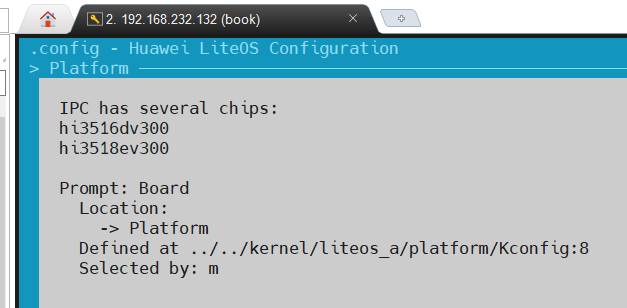 2. 192.168.232.132 (book)
.config - Huawei LiteOS Configuration
> Platform
IPC has several chips:
hi3516dv300
hi3518ev300
Prompt: Board
Location:
-> Platform
Defined at ../../kernel/liteos_a/platform/Kconfig:8
Selected by: m